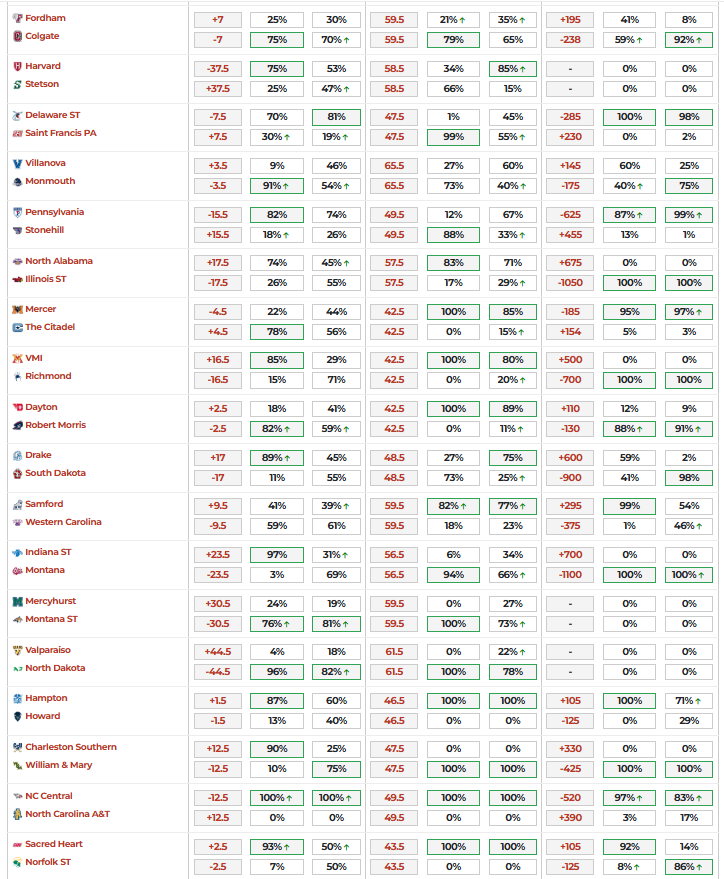 Fordham +7 25% 30% 59.5 21%↑ 35%↑ +195 41% 8%
Colgate -7 75% 70%↑ 59.5 79% 65% -238 59%↑ 92%↑
Harvard -37.5 75% 53% 58.5 34% 85%↑ - 0% 0%
Stetson +37.5 25% 47%↑ 58.5 66% 15% - 0% 0%
Delaware ST -7.5 70% 81% 47.5 1% 45% -285 100% 98%
Saint Francis PA +7.5 30%↑ 19%↑ 47.5 99% 55%↑ +230 0% 2%
Villanova +3.5 9% 46% 65.5 27% 60% +145 60% 25%
Monmouth -3.5 91%↑ 54%↑ 65.5 73% 40%↑ -175 40%↑ 75%
Pennsylvania -15.5 82% 74% 49.5 12% 67% -625 87%↑ 99%↑
Stonehill +15.5 18%↑ 26% 49.5 88% 33%↑ +455 13% 1%
North Alabama +17.5 74% 45%↑ 57.5 83% 71% +675 0% 0%
Illinois ST -17.5 26% 55% 57.5 17% 29%↑ -1050 100% 100%
Mercer -4.5 22% 44% 42.5 100% 85% -185 95% 97%↑
The Citadel +4.5 78% 56% 42.5 0% 15%↑ +154 5% 3%
VMI +16.5 85% 29% 42.5 100% 80% +500 0% 0%
Richmond -16.5 15% 71% 42.5 0% 20%↑ -700 100% 100%
Dayton +2.5 18% 41% 42.5 100% 89% +110 12% 9%
Robert Morris -2.5 82%↑ 59%↑ 42.5 0% 11%↑ -130 88%↑ 91%↑
Drake +17 89%↑ 45% 48.5 27% 75% +600 59% 2%
South Dakota -17 11% 55% 48.5 73% 25%↑ -900 41% 98%
Samford +9.5 41% 39%↑ 59.5 82%↑ 77%↑ +295 99% 54%
Western Carolina -9.5 59% 61% 59.5 18% 23% -375 1% 46%↑
Indiana ST +23.5 97% 31%↑ 56.5 6% 34% +700 0% 0%
Montana -23.5 3% 69% 56.5 94% 66%↑ -1100 100% 100%↑
Mercyhurst +30.5 24% 19% 59.5 0% 27% - 0% 0%
Montana ST -30.5 76%↑ 81%↑ 59.5 100% 73%↑ - 0% 0%
Valparaiso +44.5 4% 18% 61.5 0% 22%↑ - 0% 0%
North Dakota -44.5 96% 82%↑ 61.5 100% 78% - 0% 0%
Hampton +1.5 87% 60% 46.5 100% 100% +105 100% 71%↑
Howard -1.5 13% 40% 46.5 0% 0% -125 0% 29%
Charleston Southern +12.5 90% 25% 47.5 0% 0% +330 0% 0%
William & Mary -12.5 10% 75% 47.5 100% 100% -425 100% 100%
NC Central -12.5 100%↑ 100%↑ 49.5 100% 100% -520 97%↑ 83%↑
North Carolina A&T +12.5 0% 0% 49.5 0% 0% +390 3% 17%
Sacred Heart +2.5 93%↑ 50%↑ 43.5 100% 100% +105 92% 14%
Norfolk ST -2.5 7% 50% 43.5 0% 0% -125 8%↑ 86%↑